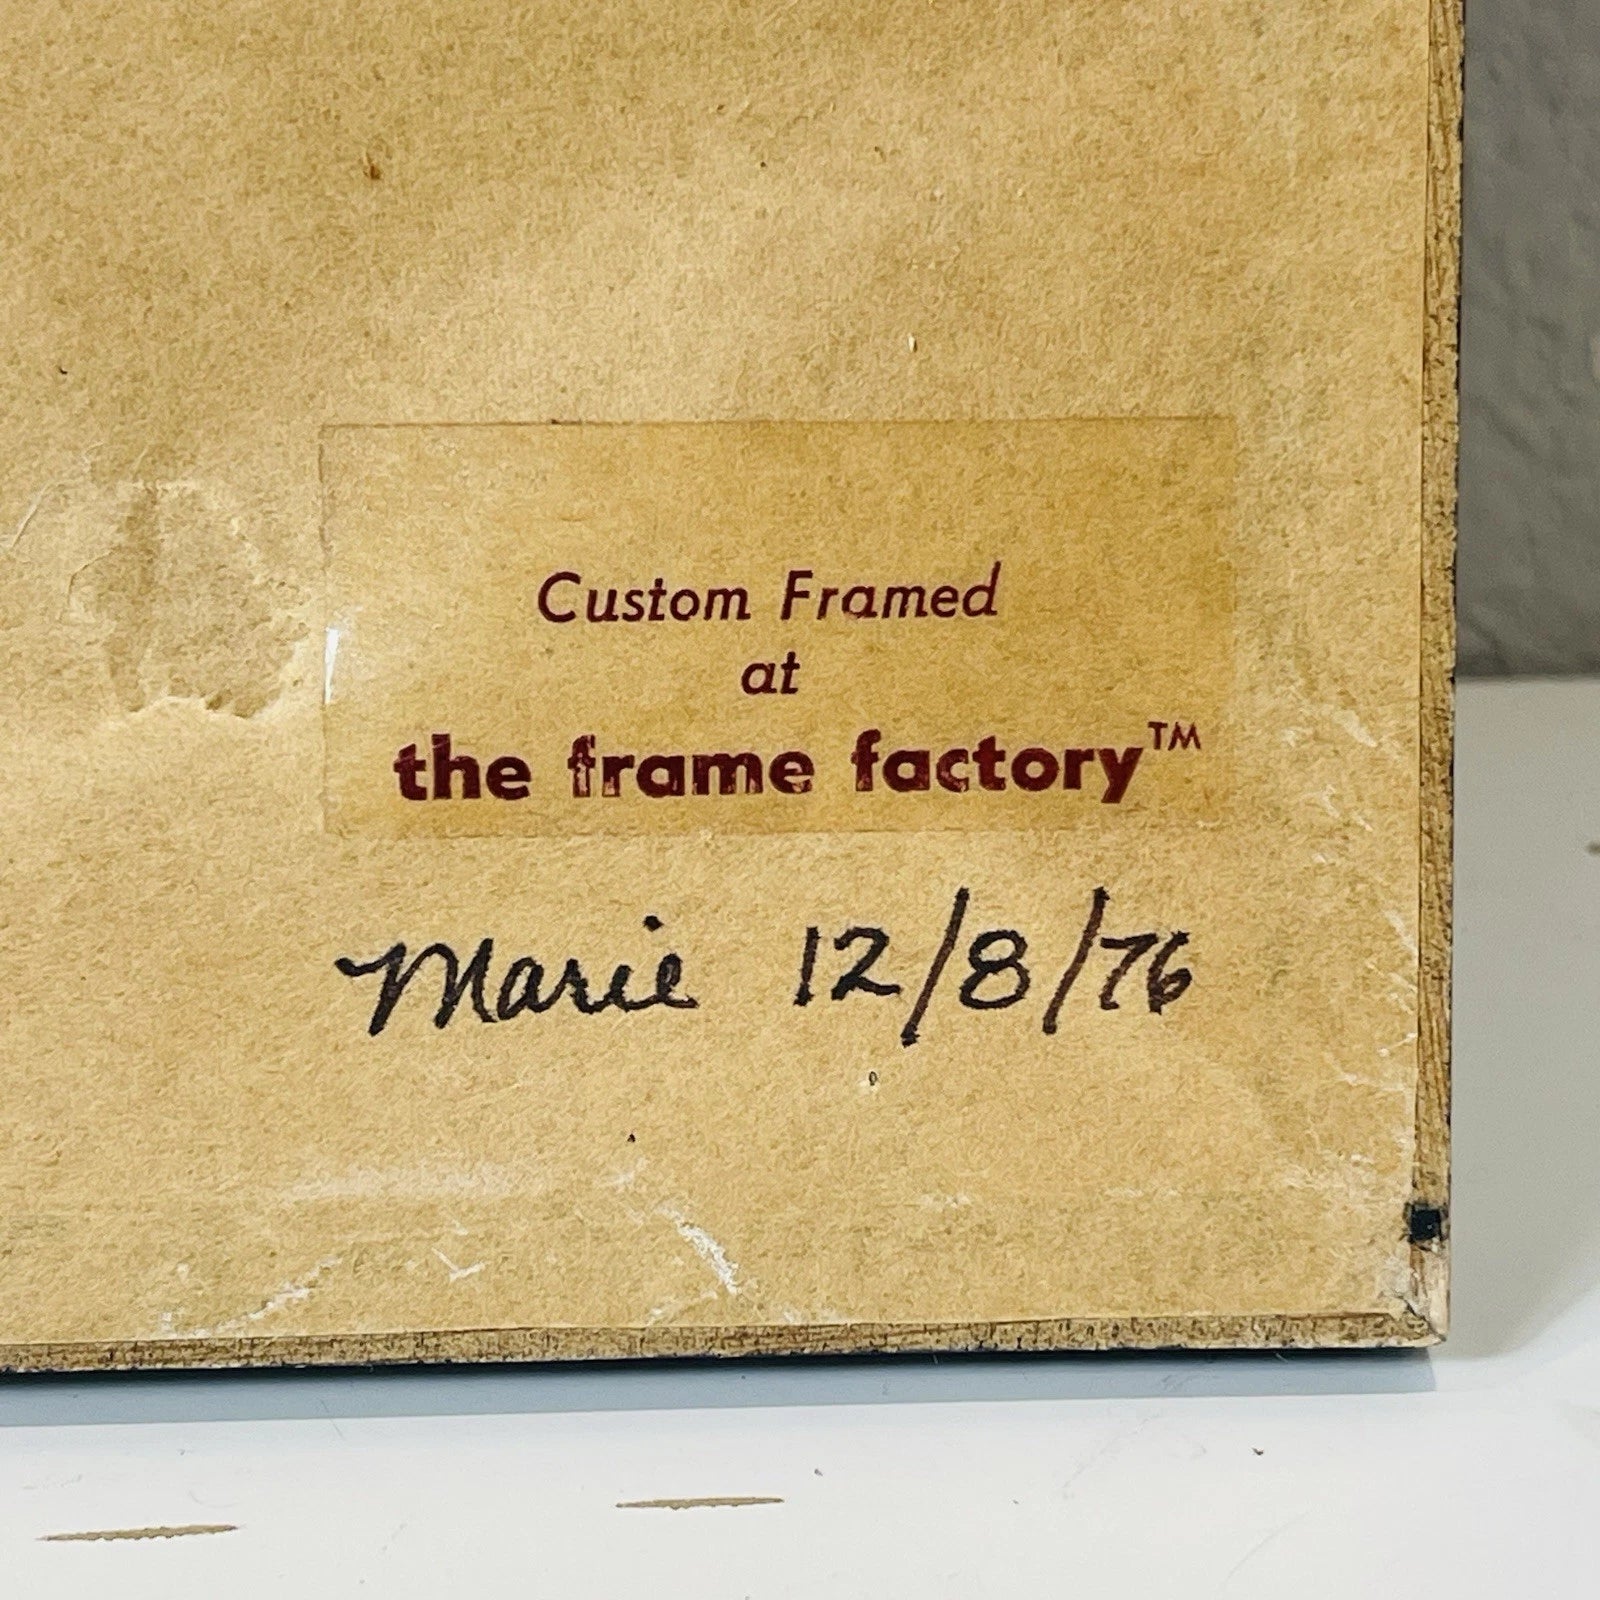 Custom Framed
at
the frame factory™
Marie 12/8/76